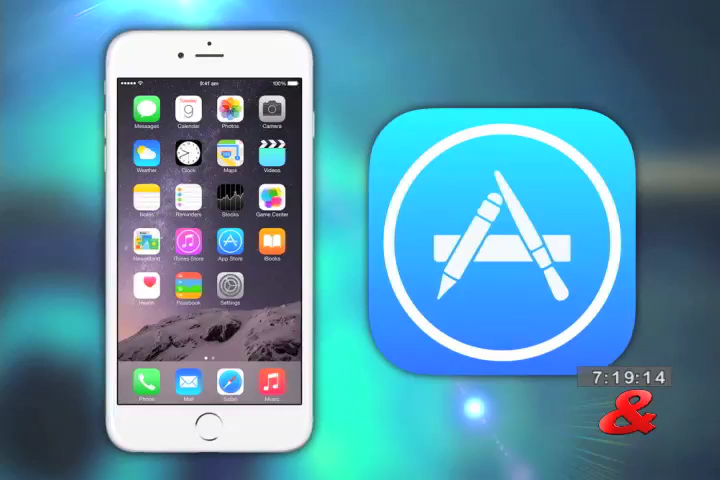 9:41 am 100%
Tuesday
9
Messages Calendar Photos Camera
Weather Clock Maps Videos
Notes Reminders Stocks Game Center
Newsstand iTunes Store App Store iBooks
Health Passbook Settings
Phone Mail Safari Music
7:19:14
&